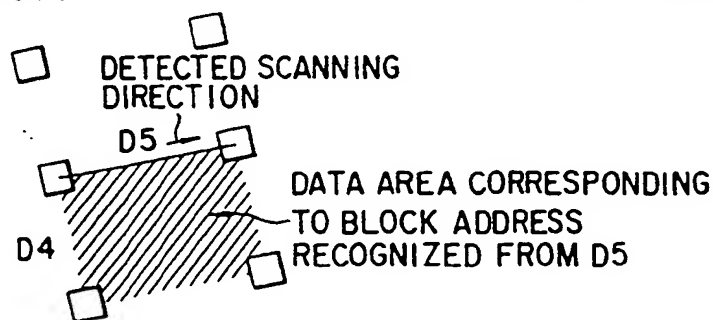 DETECTED SCANNING
DIRECTION
D5
DATA AREA CORRESPONDING
D4
TO BLOCK ADDRESS
RECOGNIZED FROM D5